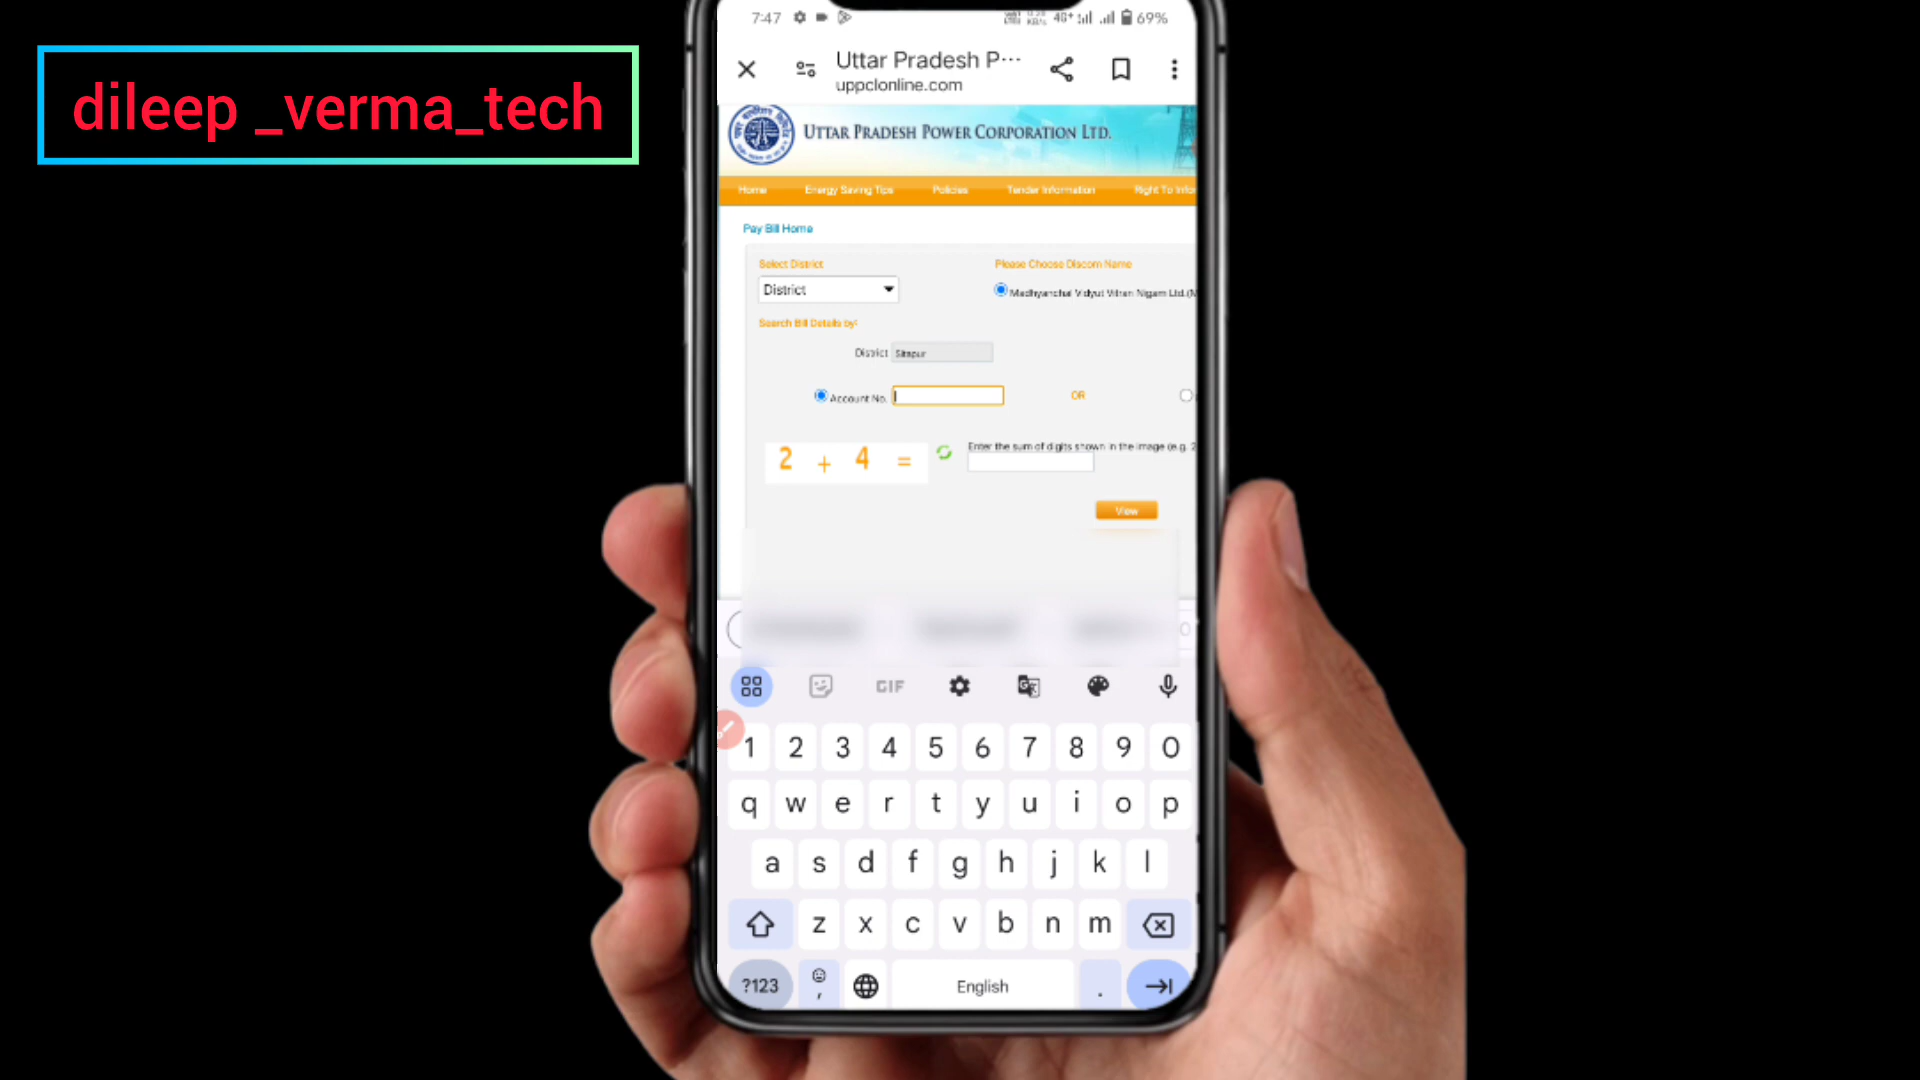 dileep _verma_tech
7:47
4G+
69%
Uttar Pradesh P...
uppclonline.com
UTTAR PRADESH POWER CORPORATION LTD.
Home Energy Saving Tips Policies Tender Information Right To Infor
Pay Bill Home
Select District Please Choose Discom Name
District Madhyanchal Vidyut Vitran Nigam Ltd.(M
Search Bill Details by:
District Sitapur
Account No. OR
2 + 4 =
Enter the sum of digits shown in the image (e.g. 2
View
GIF
1 2 3 4 5 6 7 8 9 0
q w e r t y u i o p
a s d f g h j k l
z x c v b n m
?123 , English .